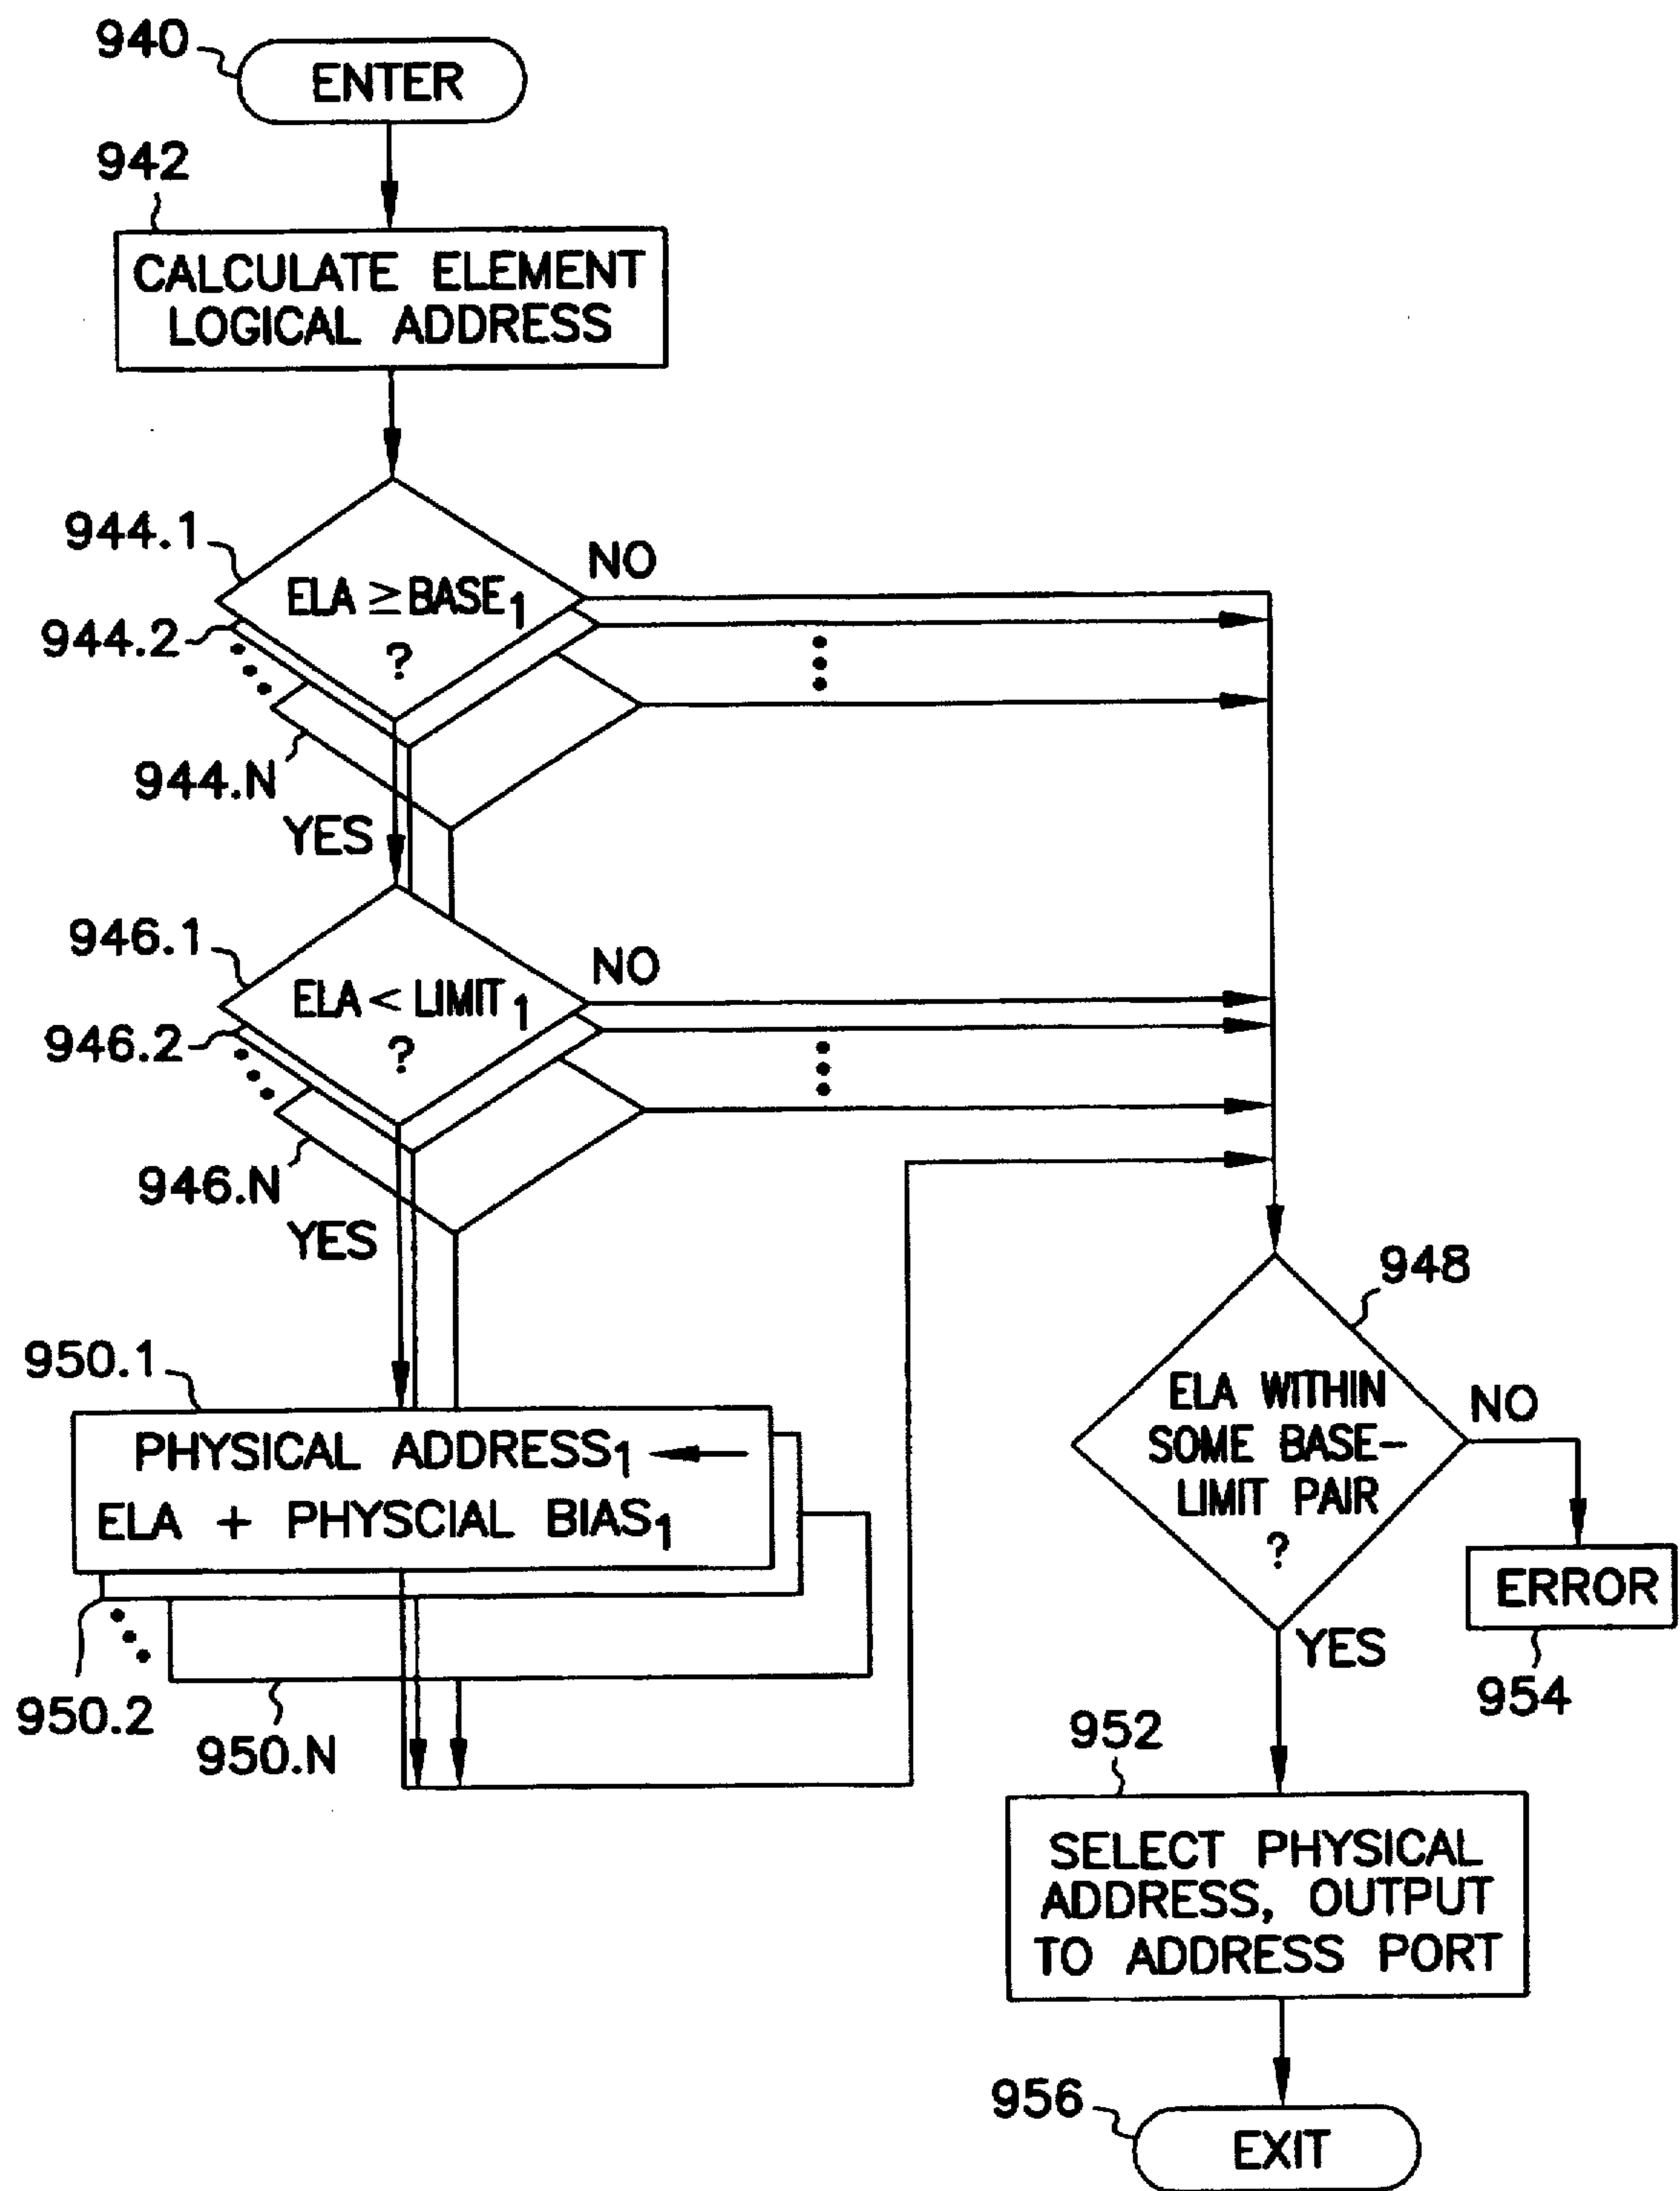 940
ENTER
942
CALCULATE ELEMENT
LOGICAL ADDRESS
944.1
NO
ELA ≥ BASE1
?
944.2
944.N
YES
946.1
NO
ELA < LIMIT1
?
946.2
946.N
YES
950.1
PHYSICAL ADDRESS1 ←
ELA + PHYSCIAL BIAS1
950.2
950.N
948
ELA WITHIN
SOME BASE-
LIMIT PAIR
?
NO
ERROR
954
YES
952
SELECT PHYSICAL
ADDRESS, OUTPUT
TO ADDRESS PORT
956
EXIT